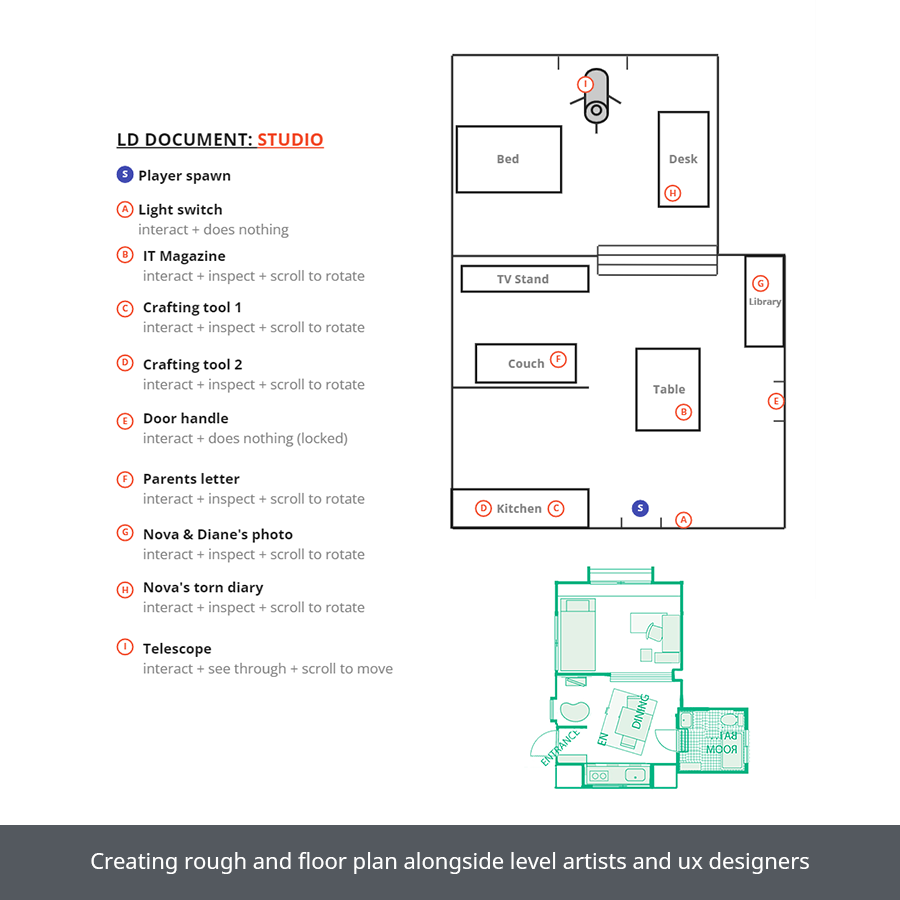 LD DOCUMENT: STUDIO
S Player spawn
A Light switch
interact + does nothing
B IT Magazine
interact + inspect + scroll to rotate
C Crafting tool 1
interact + inspect + scroll to rotate
D Crafting tool 2
interact + inspect + scroll to rotate
E Door handle
interact + does nothing (locked)
F Parents letter
interact + inspect + scroll to rotate
G Nova & Diane's photo
interact + inspect + scroll to rotate
H Nova's torn diary
interact + inspect + scroll to rotate
I Telescope
interact + see through + scroll to move
I
Bed
Desk
H
TV Stand
G
Library
Couch F
Table
B
E
D Kitchen C
S
A
DINING
EN
ENTRANCE
ROOM
Creating rough and floor plan alongside level artists and ux designers